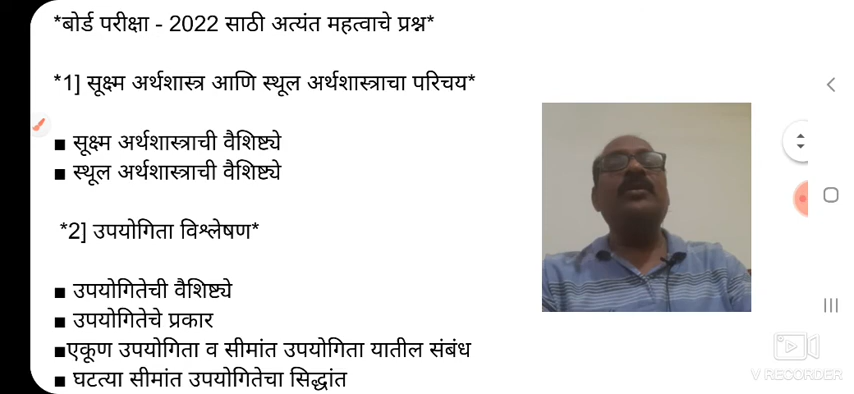 *बोर्ड परीक्षा - 2022 साठी अत्यंत महत्वाचे प्रश्न*
*1] सूक्ष्म अर्थशास्त्र आणि स्थूल अर्थशास्त्राचा परिचय*
■ सूक्ष्म अर्थशास्त्राची वैशिष्ट्ये
■ स्थूल अर्थशास्त्राची वैशिष्ट्ये
*2] उपयोगिता विश्लेषण*
■ उपयोगितेची वैशिष्ट्ये
■ उपयोगितेचे प्रकार
■एकूण उपयोगिता व सीमांत उपयोगिता यातील संबंध
■ घटत्या सीमांत उपयोगितेचा सिद्धांत
V RECORDER